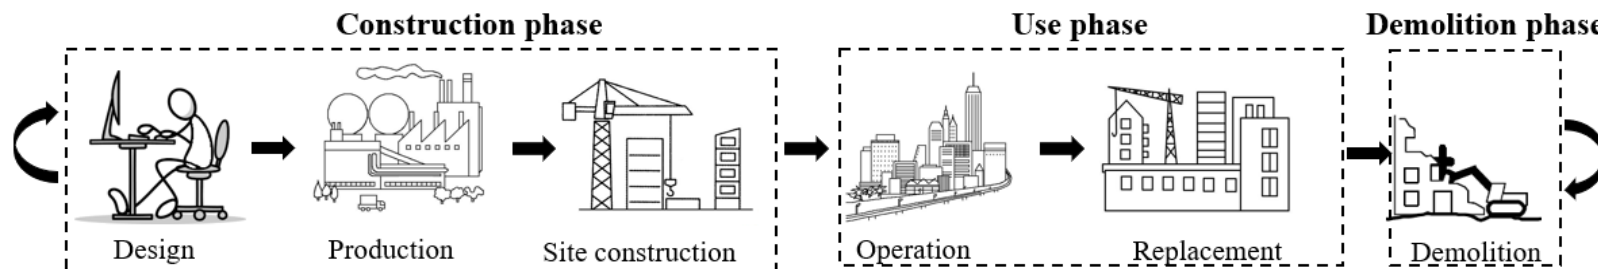 Construction phase
Use phase
Demolition phase
Design
Production
Site construction
Operation
Replacement
Demolition